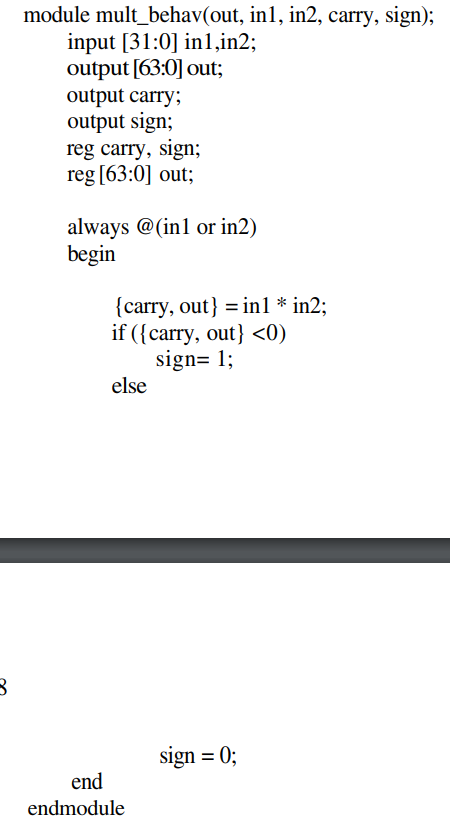 module mult_behav(out, in1, in2, carry, sign);
input [31:0] in1,in2;
output [63:0] out;
output carry;
output sign;
reg carry, sign;
reg [63:0] out;
always @(in1 or in2)
begin
{carry, out} = in1 * in2;
if ({carry, out} <0)
sign= 1;
else
8
sign = 0;
end
endmodule